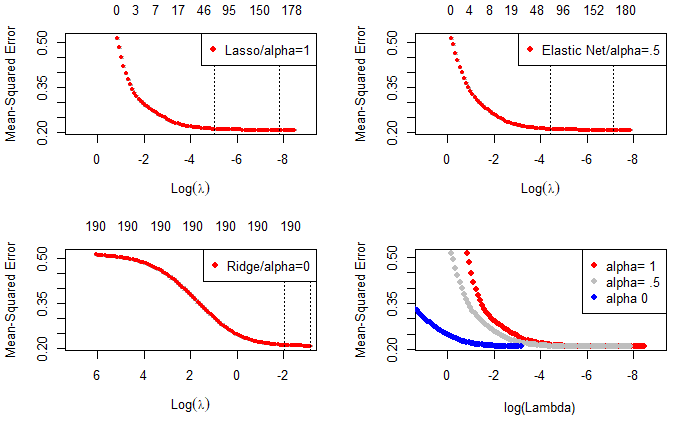 0 3 7 17 46 95 150 178
Lasso/alpha=1
Mean-Squared Error
0.20 0.35 0.50
0 -2 -4 -6 -8
Log(λ)
0 4 8 19 48 96 152 180
Elastic Net/alpha=.5
Mean-Squared Error
0.20 0.35 0.50
0 -2 -4 -6 -8
Log(λ)
190 190 190 190 190 190 190
Ridge/alpha=0
Mean-Squared Error
0.20 0.35 0.50
6 4 2 0 -2
Log(λ)
alpha= 1
alpha= .5
alpha 0
Mean-Squared Error
0.20 0.35 0.50
0 -2 -4 -6 -8
log(Lambda)